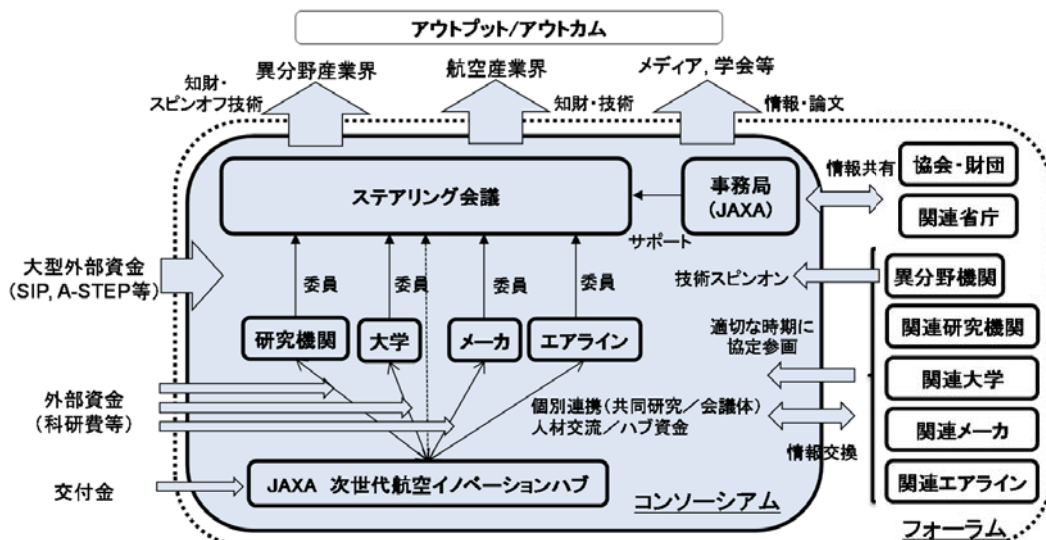 アウトプット/アウトカム
異分野産業界
航空産業界
メディア, 学会等
知財・
スピンオフ技術
知財・技術
情報・論文
ステアリング会議
事務局
(JAXA)
サポート
情報共有
協会・財団
関連省庁
大型外部資金
(SIP, A-STEP等)
委員
委員
委員
委員
技術スピンオン
異分野機関
研究機関
大学
メーカ
エアライン
適切な時期に
協定参画
関連研究機関
関連大学
外部資金
(科研費等)
個別連携(共同研究/会議体)
人材交流/ハブ資金
情報交換
関連メーカ
関連エアライン
交付金
JAXA 次世代航空イノベーションハブ
コンソーシアム
フォーラム